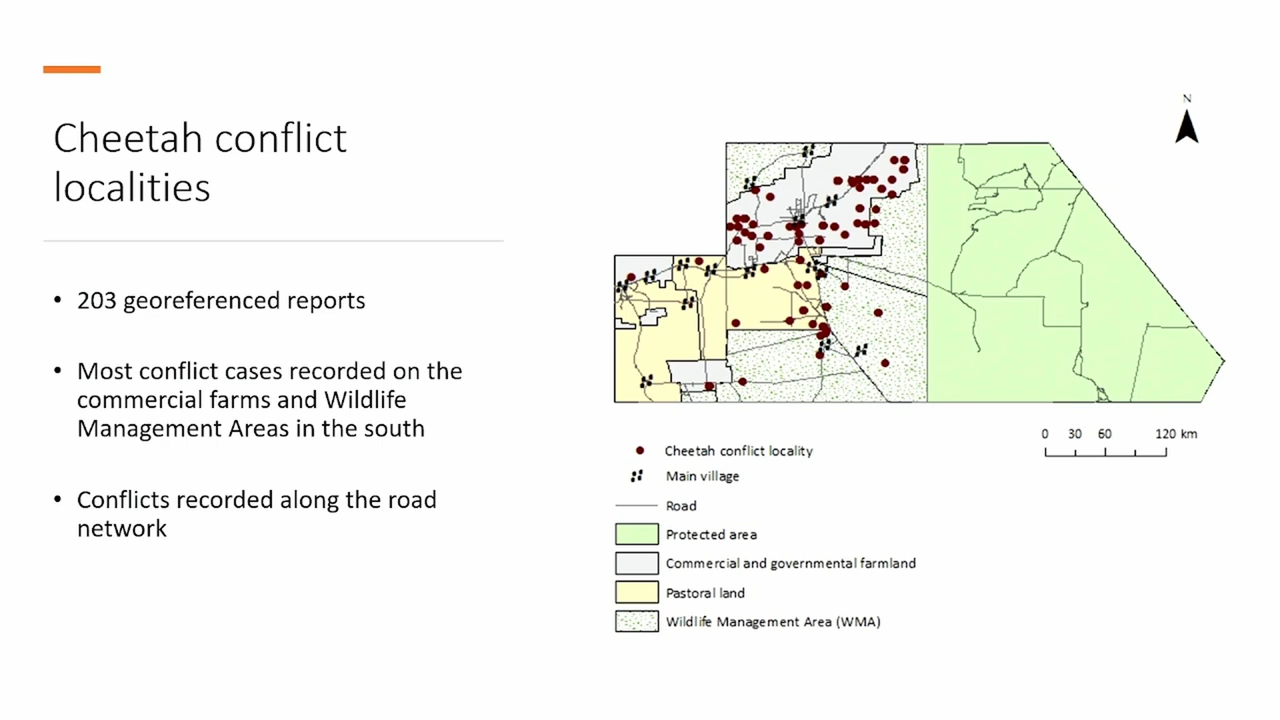 Cheetah conflict
localities
• 203 georeferenced reports
• Most conflict cases recorded on the
commercial farms and Wildlife
Management Areas in the south
• Conflicts recorded along the road
network
N
0 30 60 120 km
Cheetah conflict locality
Main village
Road
Protected area
Commercial and governmental farmland
Pastoral land
Wildlife Management Area (WMA)